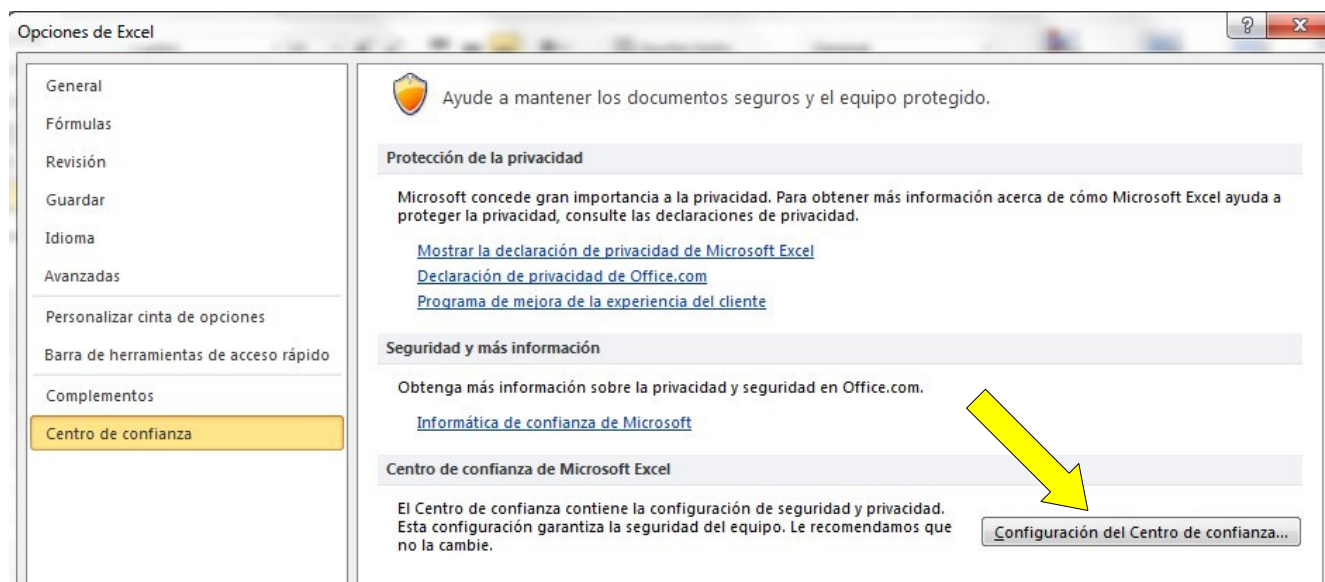 Opciones de Excel
General
Fórmulas
Revisión
Guardar
Idioma
Avanzadas
Personalizar cinta de opciones
Barra de herramientas de acceso rápido
Complementos
Centro de confianza
Ayude a mantener los documentos seguros y el equipo protegido.
Protección de la privacidad
Microsoft concede gran importancia a la privacidad. Para obtener más información acerca de cómo Microsoft Excel ayuda a
proteger la privacidad, consulte las declaraciones de privacidad.
Mostrar la declaración de privacidad de Microsoft Excel
Declaración de privacidad de Office.com
Programa de mejora de la experiencia del cliente
Seguridad y más información
Obtenga más información sobre la privacidad y seguridad en Office.com.
Informática de confianza de Microsoft
Centro de confianza de Microsoft Excel
El Centro de confianza contiene la configuración de seguridad y privacidad.
Esta configuración garantiza la seguridad del equipo. Le recomendamos que
no la cambie.
Configuración del Centro de confianza...